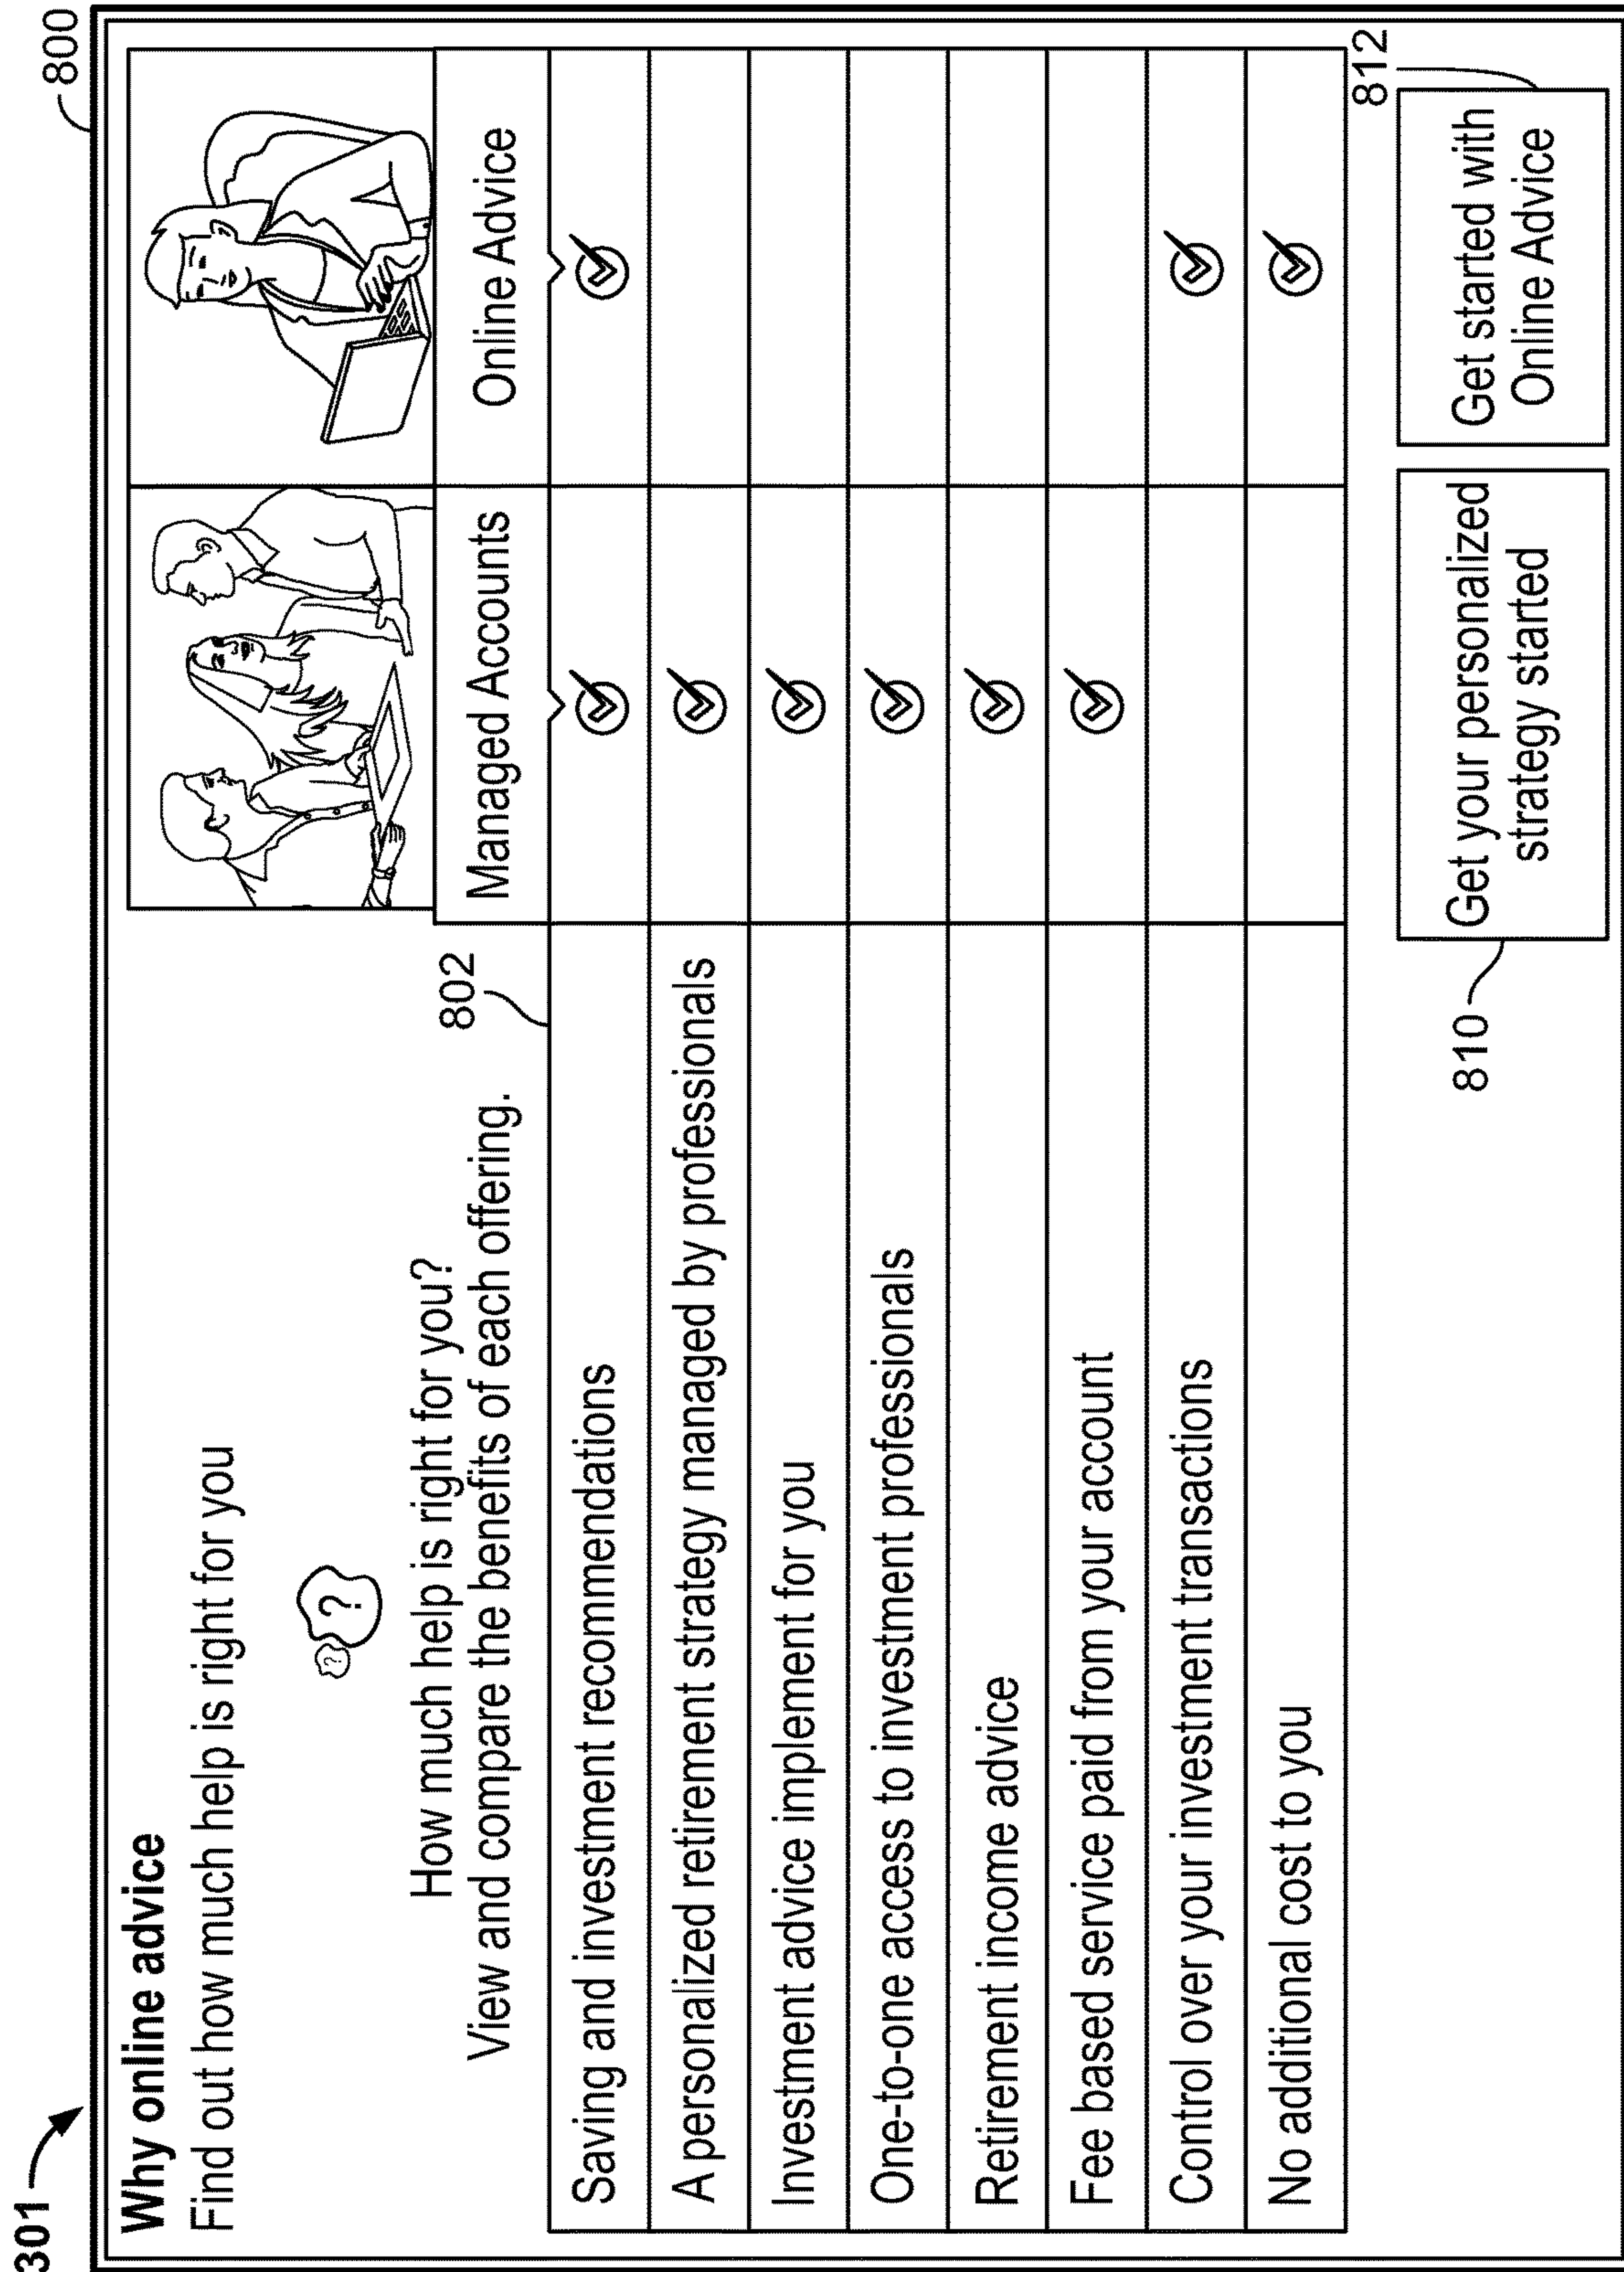 301
800
Why online advice
Find out how much help is right for you
?
?
How much help is right for you?
View and compare the benefits of each offering.
802
Managed Accounts
Online Advice
Saving and investment recommendations
A personalized retirement strategy managed by professionals
Investment advice implement for you
One-to-one access to investment professionals
Retirement income advice
Fee based service paid from your account
Control over your investment transactions
No additional cost to you
810
Get your personalized
strategy started
812
Get started with
Online Advice